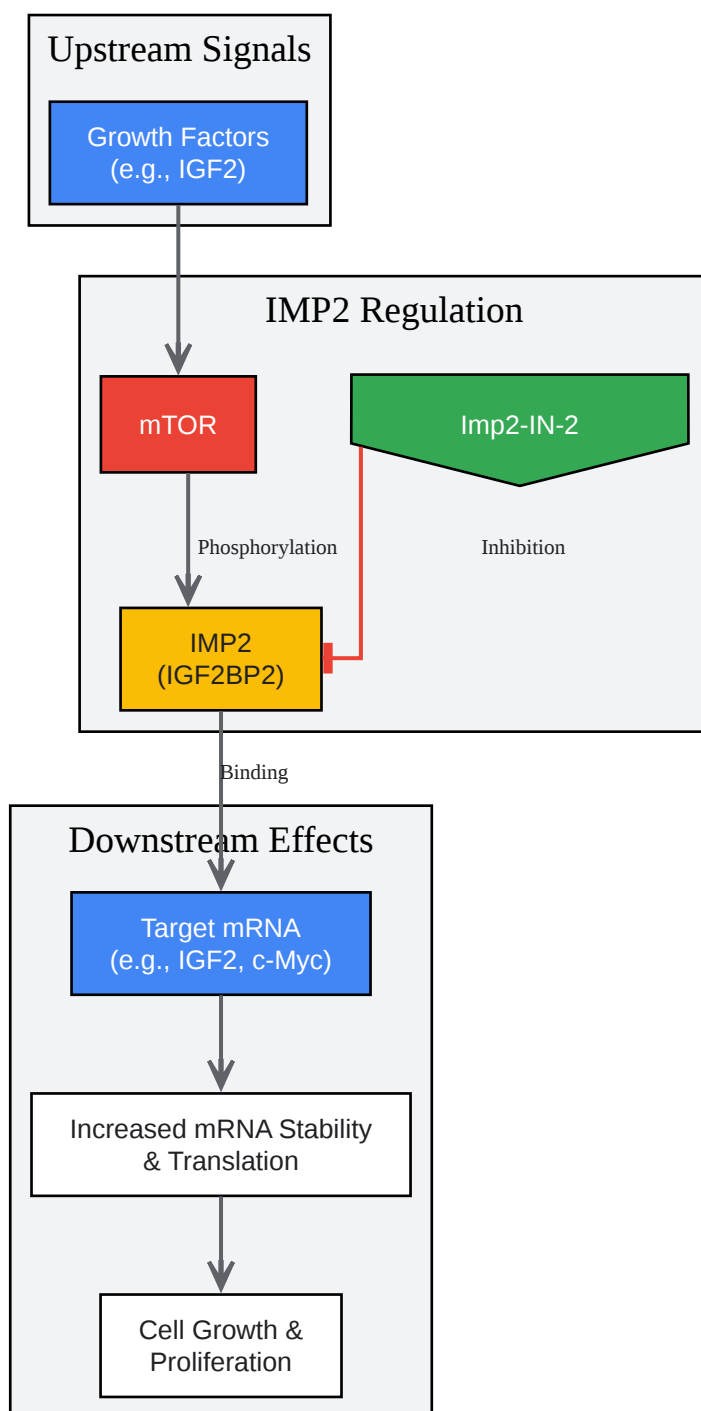 Upstream Signals
Growth Factors
(e.g., IGF2)
IMP2 Regulation
mTOR
Imp2-IN-2
Phosphorylation
Inhibition
IMP2
(IGF2BP2)
Binding
Downstream Effects
Target mRNA
(e.g., IGF2, c-Myc)
Increased mRNA Stability
& Translation
Cell Growth &
Proliferation